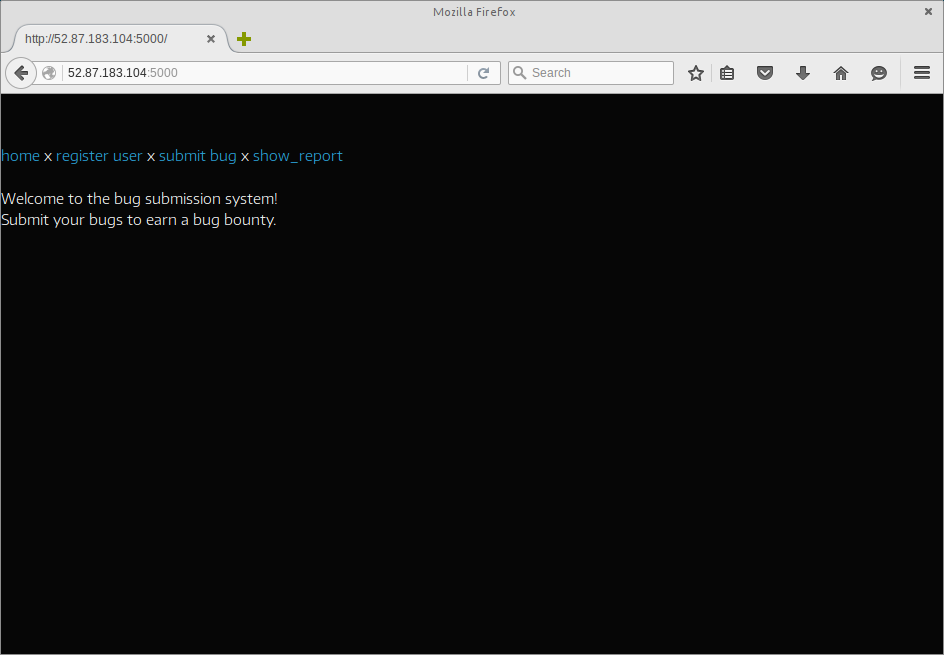 Mozilla Firefox
http://52.87.183.104:5000/
52.87.183.104:5000
Search
home x register user x submit bug x show_report
Welcome to the bug submission system!
Submit your bugs to earn a bug bounty.